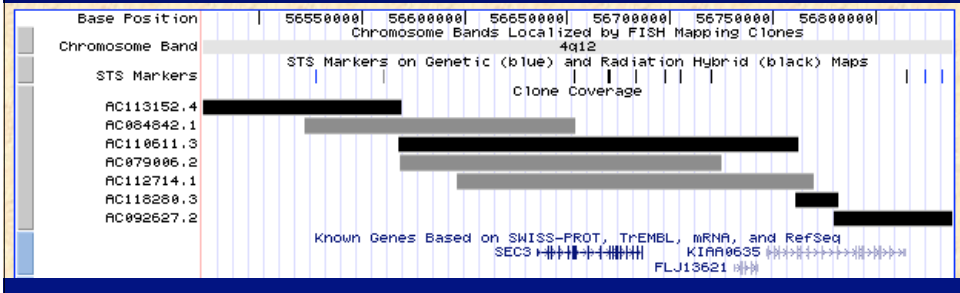 Base Position | 56550000| 56600000| 56650000| 56700000| 56750000| 56800000|
Chromosome Bands Localized by FISH Mapping Clones
Chromosome Band 4q12
STS Markers on Genetic (blue) and Radiation Hybrid (black) Maps
STS Markers
Clone Coverage
AC113152.4
AC084842.1
AC110611.3
AC079006.2
AC112714.1
AC118280.3
AC092627.2
Known Genes Based on SWISS-PROT, TrEMBL, mRNA, and RefSeq
SEC3 KIAA0635
FLJ13621